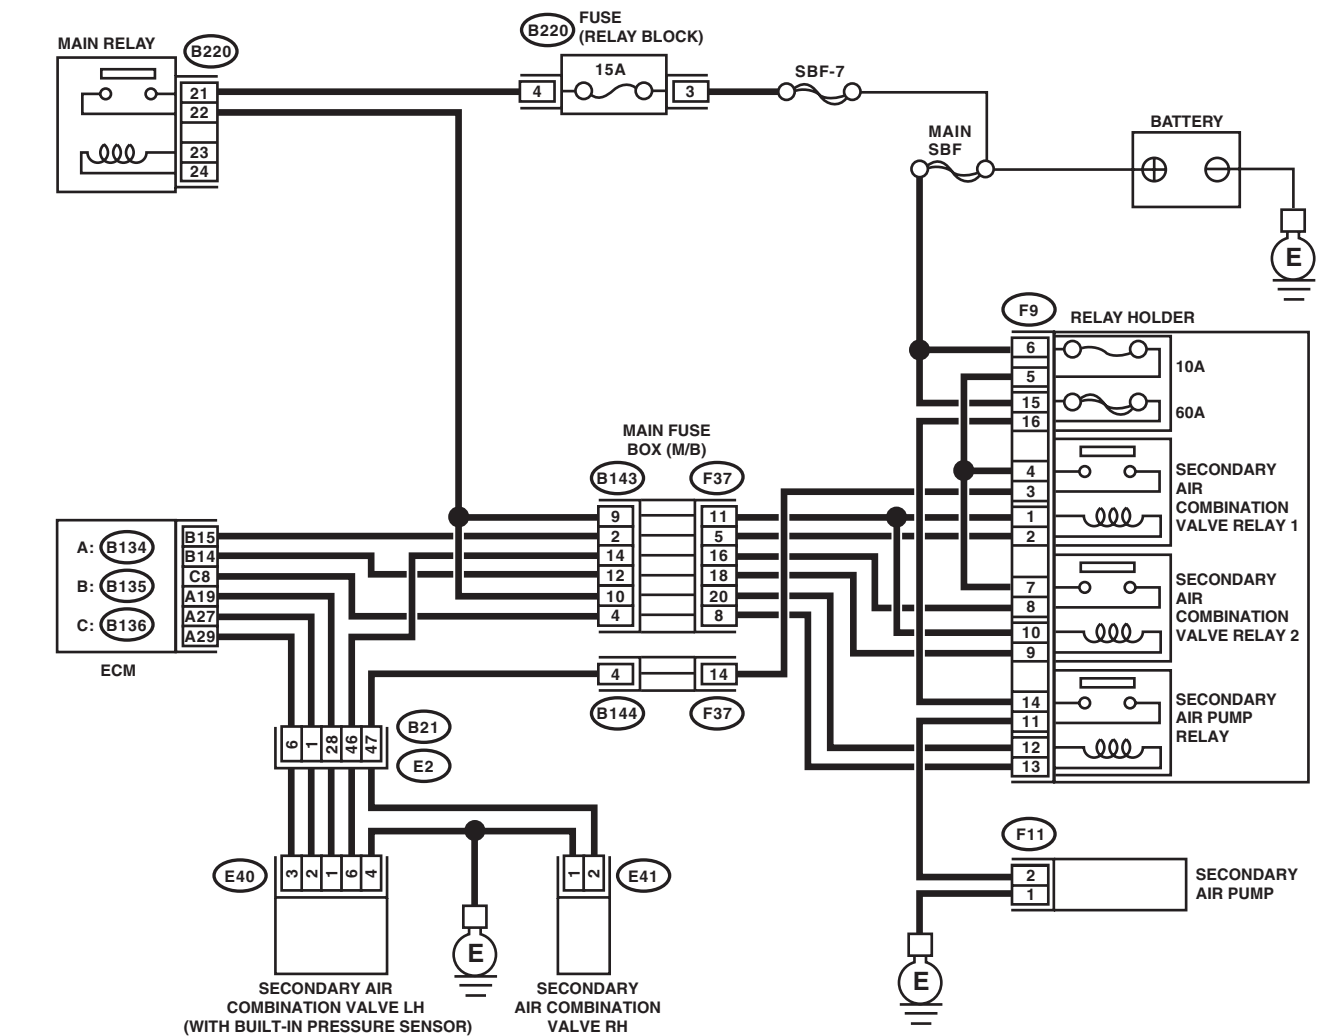 MAIN RELAY
B220
21
22
23
24
B220
FUSE
(RELAY BLOCK)
15A
4
3
SBF-7
MAIN
SBF
BATTERY
E
F9
RELAY HOLDER
6
5
15
16
4
3
1
2
7
8
10
9
14
11
12
13
10A
60A
SECONDARY
AIR
COMBINATION
VALVE RELAY 1
SECONDARY
AIR
COMBINATION
VALVE RELAY 2
SECONDARY
AIR PUMP
RELAY
MAIN FUSE
BOX (M/B)
B143
F37
9
2
14
12
10
4
11
5
16
18
20
8
4
14
B144
F37
A: B134
B: B135
C: B136
B15
B14
C8
A19
A27
A29
ECM
6
1
28
46
47
B21
E2
E40
3
2
1
6
4
1
2
E41
E
SECONDARY AIR
COMBINATION VALVE LH
(WITH BUILT-IN PRESSURE SENSOR)
SECONDARY
AIR COMBINATION
VALVE RH
F11
2
1
SECONDARY
AIR PUMP
E